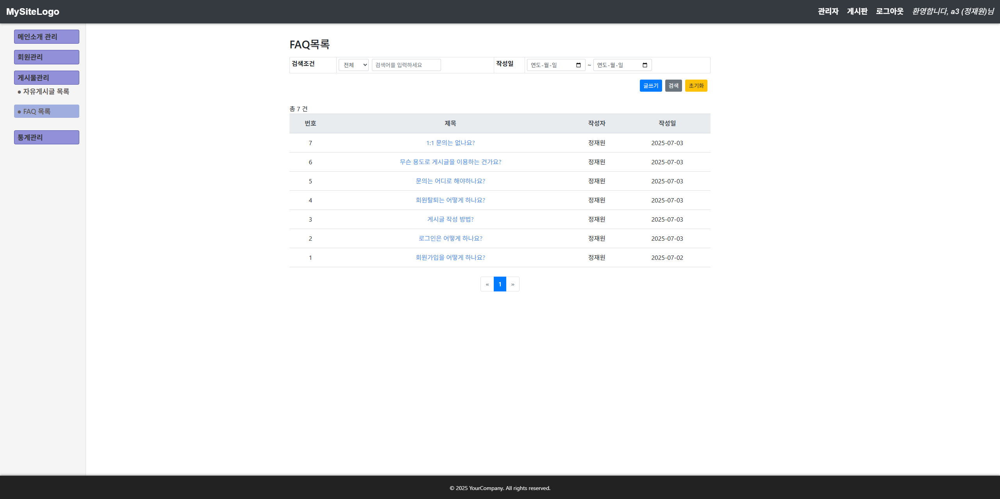 MySiteLogo
관리자 게시판 로그아웃 환영합니다, a3 (정재원)님
메인소개 관리
회원관리
게시물관리
● 자유게시글 목록
● FAQ 목록
통계관리
FAQ목록
검색조건 전체 검색어를 입력하세요 작성일 연도-월-일 ~ 연도-월-일
글쓰기 검색 초기화
총 7 건
번호 제목 작성자 작성일
7 1:1 문의는 없나요? 정재원 2025-07-03
6 무슨 용도로 게시글을 이용하는 건가요? 정재원 2025-07-03
5 문의는 어디로 해야하나요? 정재원 2025-07-03
4 회원탈퇴는 어떻게 하나요? 정재원 2025-07-03
3 게시글 작성 방법? 정재원 2025-07-03
2 로그인은 어떻게 하나요? 정재원 2025-07-03
1 회원가입을 어떻게 하나요? 정재원 2025-07-02
« 1 »
© 2025 YourCompany. All rights reserved.